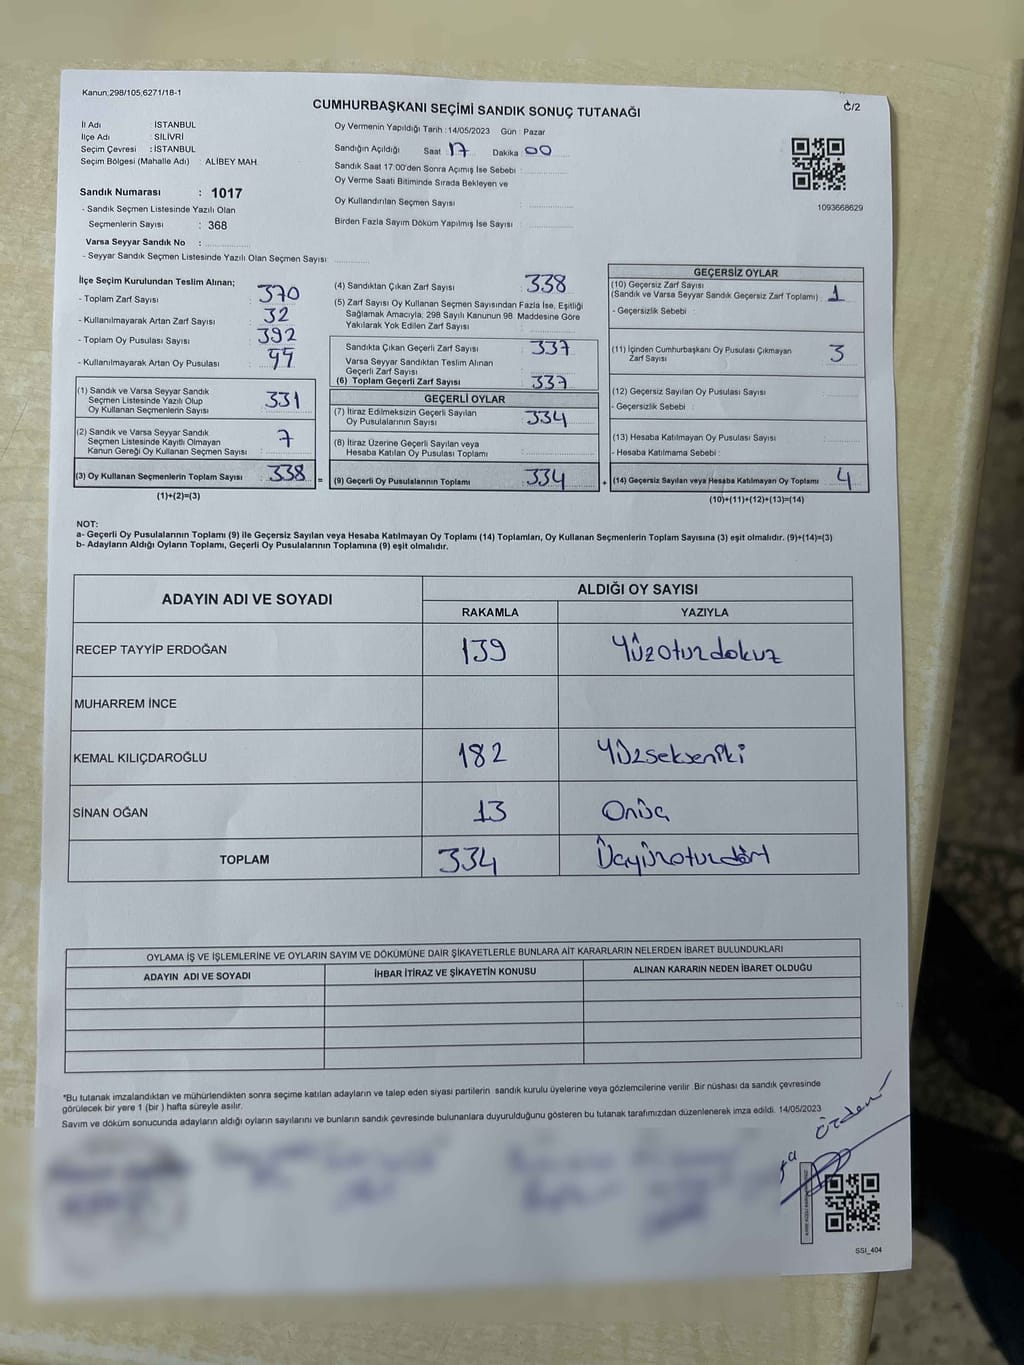 Kanun,298/105,6271/18-1
CUMHURBAŞKANI SEÇİMİ SANDIK SONUÇ TUTANAĞI
C/2
İl Adı : İSTANBUL
İlçe Adı : SİLİVRİ
Seçim Çevresi : İSTANBUL
Seçim Bölgesi (Mahalle Adı) : ALİBEY MAH.
Sandık Numarası : 1017
- Sandık Seçmen Listesinde Yazılı Olan
Seçmenlerin Sayısı : 368
Varsa Seyyar Sandık No :
- Seyyar Sandık Seçmen Listesinde Yazılı Olan Seçmen Sayısı:
Oy Vermenin Yapıldığı Tarih : 14/05/2023 Gün : Pazar
Sandığın Açıldığı Saat 17 Dakika 00
Sandık Saat 17.00'den Sonra Açımış İse Sebebi :
Oy Verme Saati Bitiminde Sırada Bekleyen ve
Oy Kullandırılan Seçmen Sayısı :
Birden Fazla Sayım Döküm Yapılmış İse Sayısı :
1093668629
İlçe Seçim Kurulundan Teslim Alınan;
- Toplam Zarf Sayısı : 370
- Kullanılmayarak Artan Zarf Sayısı : 32
- Toplam Oy Pusulası Sayısı : 392
- Kullanılmayarak Artan Oy Pusulası :
(1) Sandık ve Varsa Seyyar Sandık
Seçmen Listesinde Yazılı Olup
Oy Kullanan Seçmenlerin Sayısı : 331
(2) Sandık ve Varsa Seyyar Sandık
Seçmen Listesinde Kayıtlı Olmayan
Kanun Gereği Oy Kullanan Seçmen Sayısı : 7
(3) Oy Kullanan Seçmenlerin Toplam Sayısı : 338 =
(1)+(2)=(3)
(4) Sandıktan Çıkan Zarf Sayısı : 338
(5) Zarf Sayısı Oy Kullanan Seçmen Sayısından Fazla İse, Eşitliği
Sağlamak Amacıyla, 298 Sayılı Kanunun 98. Maddesine Göre
Yakılarak Yok Edilen Zarf Sayısı :
Sandıkta Çıkan Geçerli Zarf Sayısı : 337
Varsa Seyyar Sandıktan Teslim Alınan
Geçerli Zarf Sayısı :
(6) Toplam Geçerli Zarf Sayısı : 337
GEÇERLİ OYLAR
(7) İtiraz Edilmeksizin Geçerli Sayılan
Oy Pusulalarının Sayısı : 334
(8) İtiraz Üzerine Geçerli Sayılan veya
Hesaba Katılan Oy Pusulası Toplamı :
(9) Geçerli Oy Pusulalarının Toplamı : 334 +
GEÇERSİZ OYLAR
(10) Geçersiz Zarf Sayısı
(Sandık ve Varsa Seyyar Sandık Geçersiz Zarf Toplamı) : 1
- Geçersizlik Sebebi :
(11) İçinden Cumhurbaşkanı Oy Pusulası Çıkmayan
Zarf Sayısı : 3
(12) Geçersiz Sayılan Oy Pusulası Sayısı :
- Geçersizlik Sebebi :
(13) Hesaba Katılmayan Oy Pusulası Sayısı :
- Hesaba Katılmama Sebebi :
(14) Geçersiz Sayılan veya Hesaba Katılmayan Oy Toplamı : 4
(10)+(11)+(12)+(13)=(14)
NOT:
a- Geçerli Oy Pusulalarının Toplamı (9) ile Geçersiz Sayılan veya Hesaba Katılmayan Oy Toplamı (14) Toplamları, Oy Kullanan Seçmenlerin Toplam Sayısına (3) eşit olmalıdır. (9)+(14)=(3)
b- Adayların Aldığı Oyların Toplamı, Geçerli Oy Pusulalarının Toplamına (9) eşit olmalıdır.
ADAYIN ADI VE SOYADI ALDIĞI OY SAYISI
RAKAMLA YAZIYLA
RECEP TAYYİP ERDOĞAN 139 Yüzoturdokuz
MUHARREM İNCE
KEMAL KILIÇDAROĞLU 182 Yüzsekseniki
SİNAN OĞAN 13 Onüç
TOPLAM 334 Üçyüzoturdört
OYLAMA İŞ VE İŞLEMLERİNE VE OYLARIN SAYIM VE DÖKÜMÜNE DAİR ŞİKAYETLERLE BUNLARA AİT KARARLARIN NELERDEN İBARET BULUNDUKLARI
ADAYIN ADI VE SOYADI İHBAR İTİRAZ VE ŞİKAYETİN KONUSU ALINAN KARARIN NEDEN İBARET OLDUĞU
*Bu tutanak imzalandıktan ve mühürlendikten sonra seçime katılan adayların ve talep eden siyasi partilerin sandık kurulu üyelerine veya gözlemcilerine verilir. Bir nüshası da sandık çevresinde
görülecek bir yere 1 (bir ) hafta süreyle asılır.
Sayım ve döküm sonucunda adayların aldığı oyların sayılarını ve bunların sandık çevresinde bulunanlara duyurulduğunu gösteren bu tutanak tarafımızdan düzenlenerek imza edildi. 14/05/2023
SSI_404